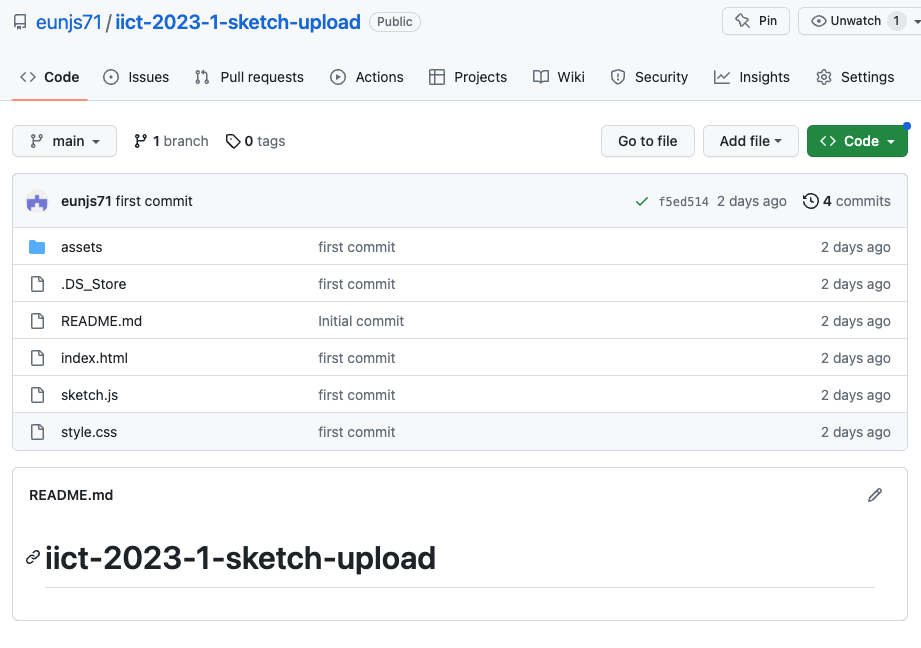 eunjs71 / iict-2023-1-sketch-upload Public Pin Unwatch 1
Code Issues Pull requests Actions Projects Wiki Security Insights Settings
main 1 branch 0 tags Go to file Add file Code
eunjs71 first commit f5ed514 2 days ago 4 commits
assets first commit 2 days ago
.DS_Store first commit 2 days ago
README.md Initial commit 2 days ago
index.html first commit 2 days ago
sketch.js first commit 2 days ago
style.css first commit 2 days ago
README.md
iict-2023-1-sketch-upload